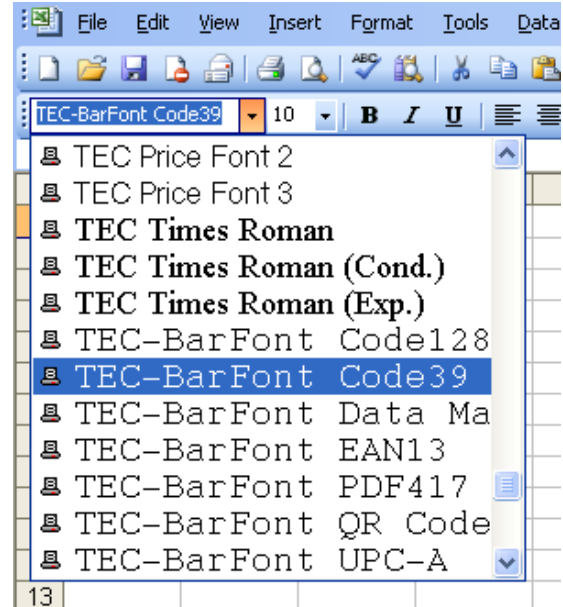 File Edit View Insert Format Tools Data
ABC
TEC-BarFont Code39 10 B I U
TEC Price Font 2
TEC Price Font 3
TEC Times Roman
TEC Times Roman (Cond.)
TEC Times Roman (Exp.)
TEC-BarFont Code128
TEC-BarFont Code39
TEC-BarFont Data Ma
TEC-BarFont EAN13
TEC-BarFont PDF417
TEC-BarFont QR Code
TEC-BarFont UPC-A
13